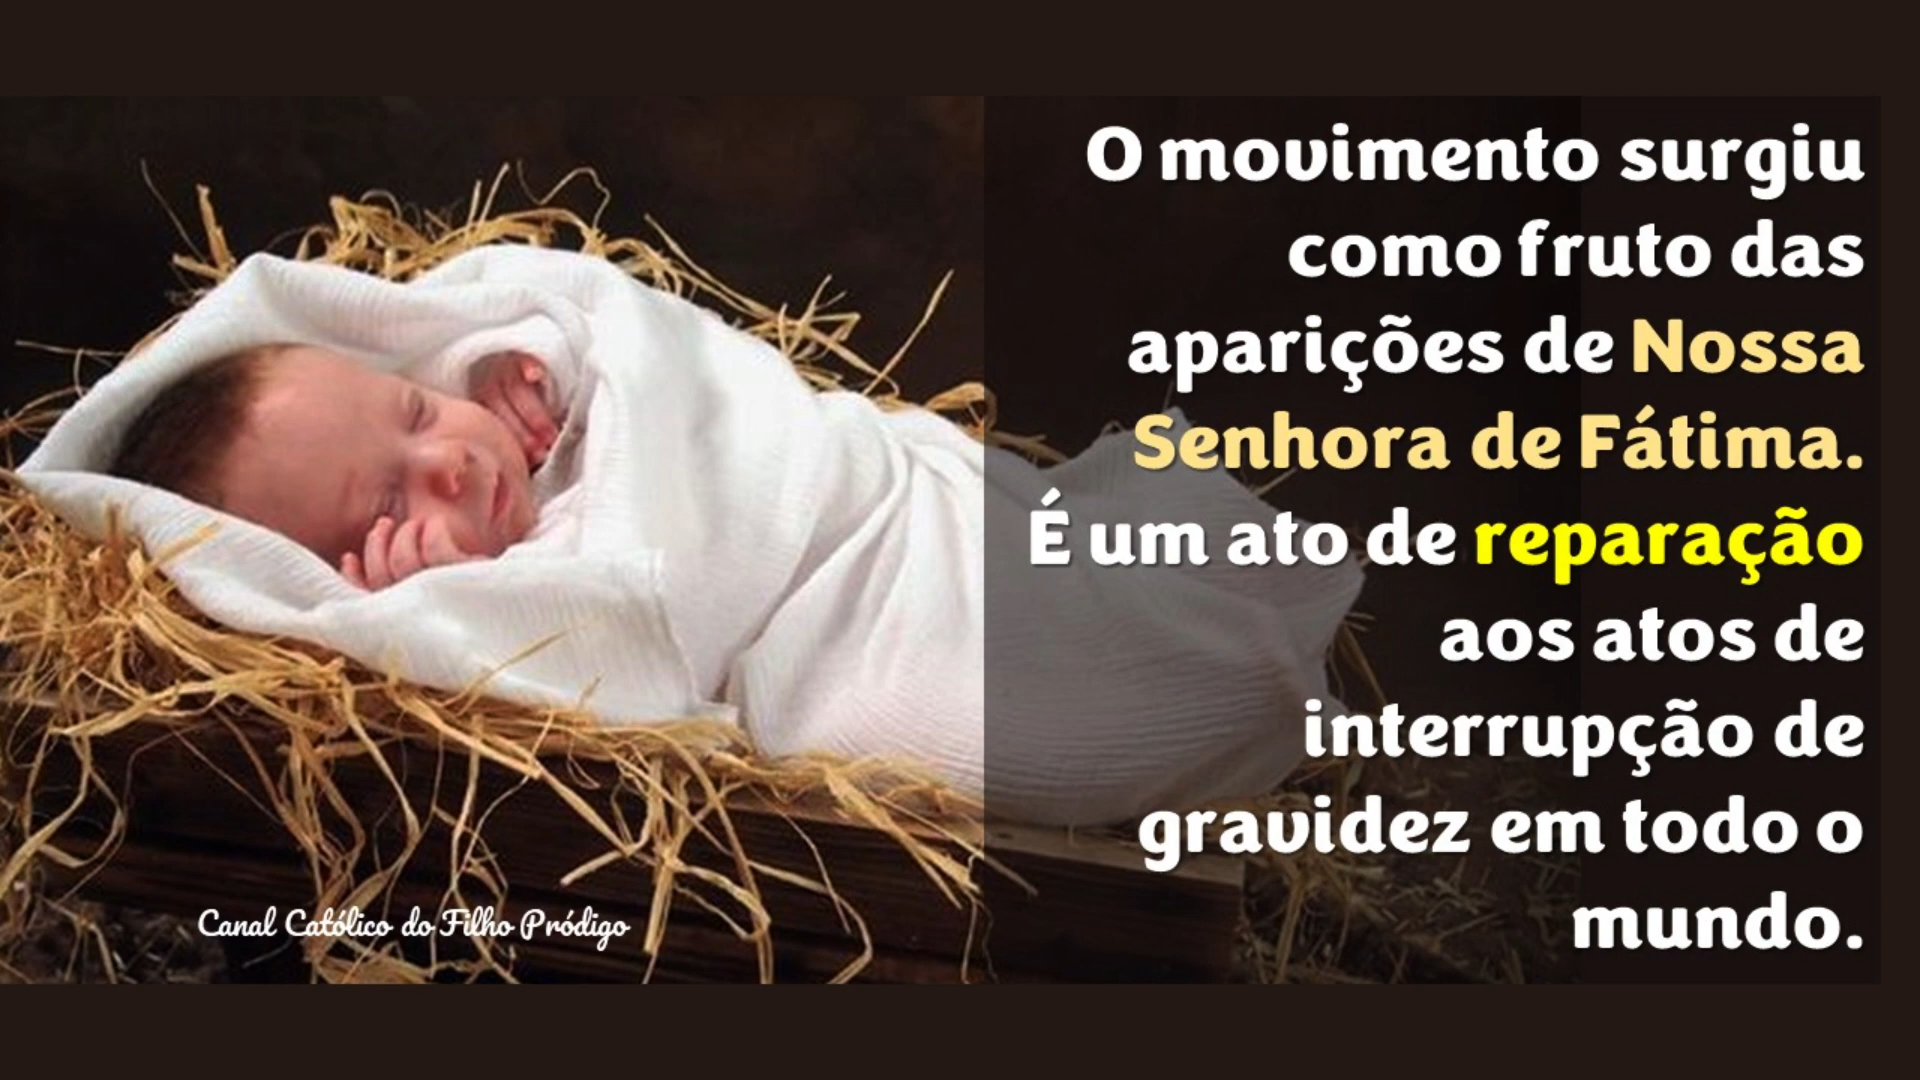 O movimento surgiu
como fruto das
aparições de Nossa
Senhora de Fátima.
É um ato de reparação
aos atos de
interrupção de
gravidez em todo o
mundo.
Canal Católico do Filho Pródigo